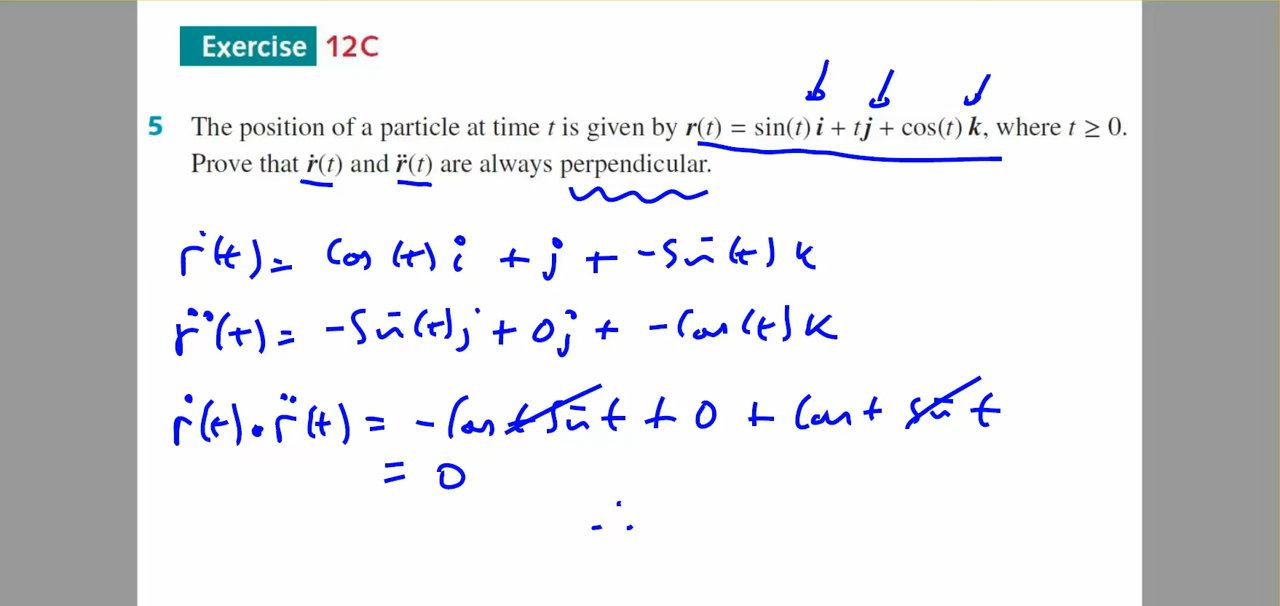 Exercise 12C
5 The position of a particle at time t is given by r(t) = sin(t) i + tj + cos(t) k, where t ≥ 0.
Prove that ṙ(t) and r̈(t) are always perpendicular.
ṙ(t) = Cos (t) i + j + -Sin (t) k
r̈(t) = -Sin(t) i + 0j + -Cos (t) k
ṙ(t) • r̈(t) = - Cos t Sin t + 0 + Cos t sin t
= 0
∴